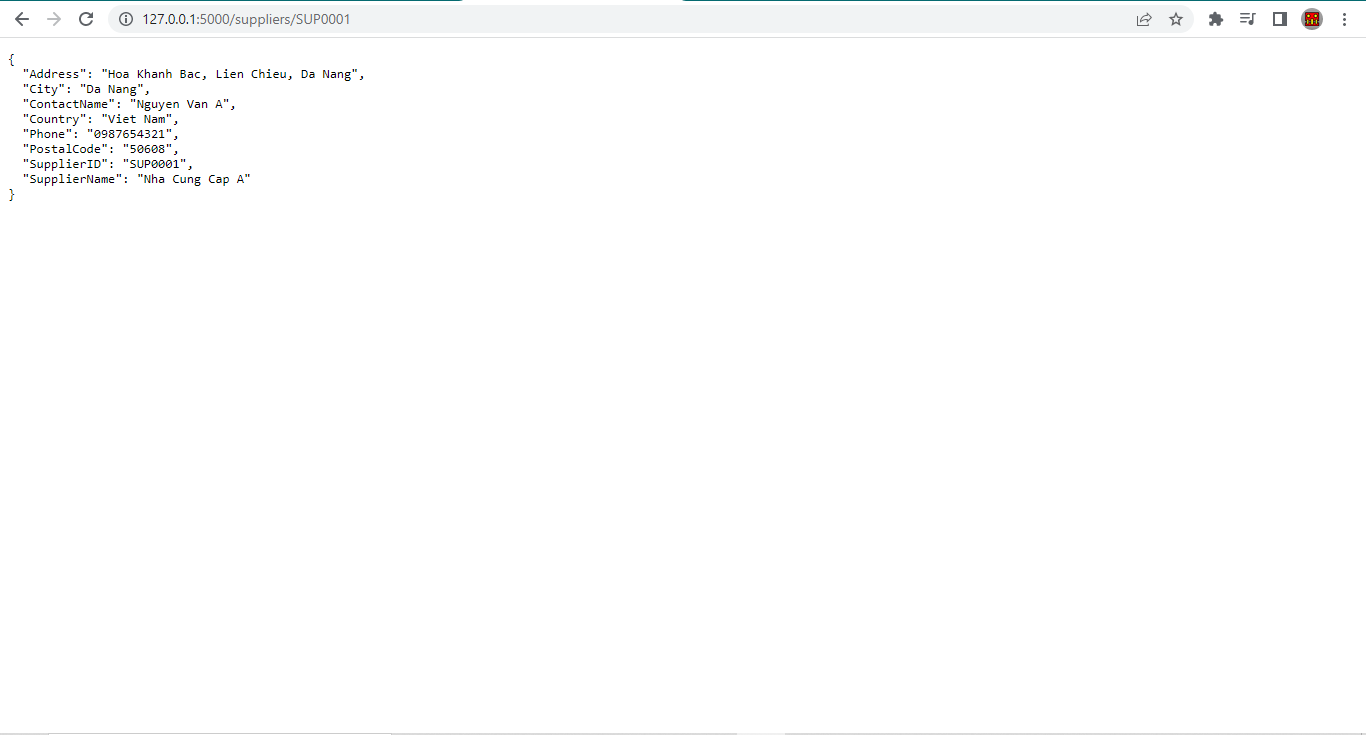 127.0.0.1:5000/suppliers/SUP0001
{
  "Address": "Hoa Khanh Bac, Lien Chieu, Da Nang",
  "City": "Da Nang",
  "ContactName": "Nguyen Van A",
  "Country": "Viet Nam",
  "Phone": "0987654321",
  "PostalCode": "50608",
  "SupplierID": "SUP0001",
  "SupplierName": "Nha Cung Cap A"
}